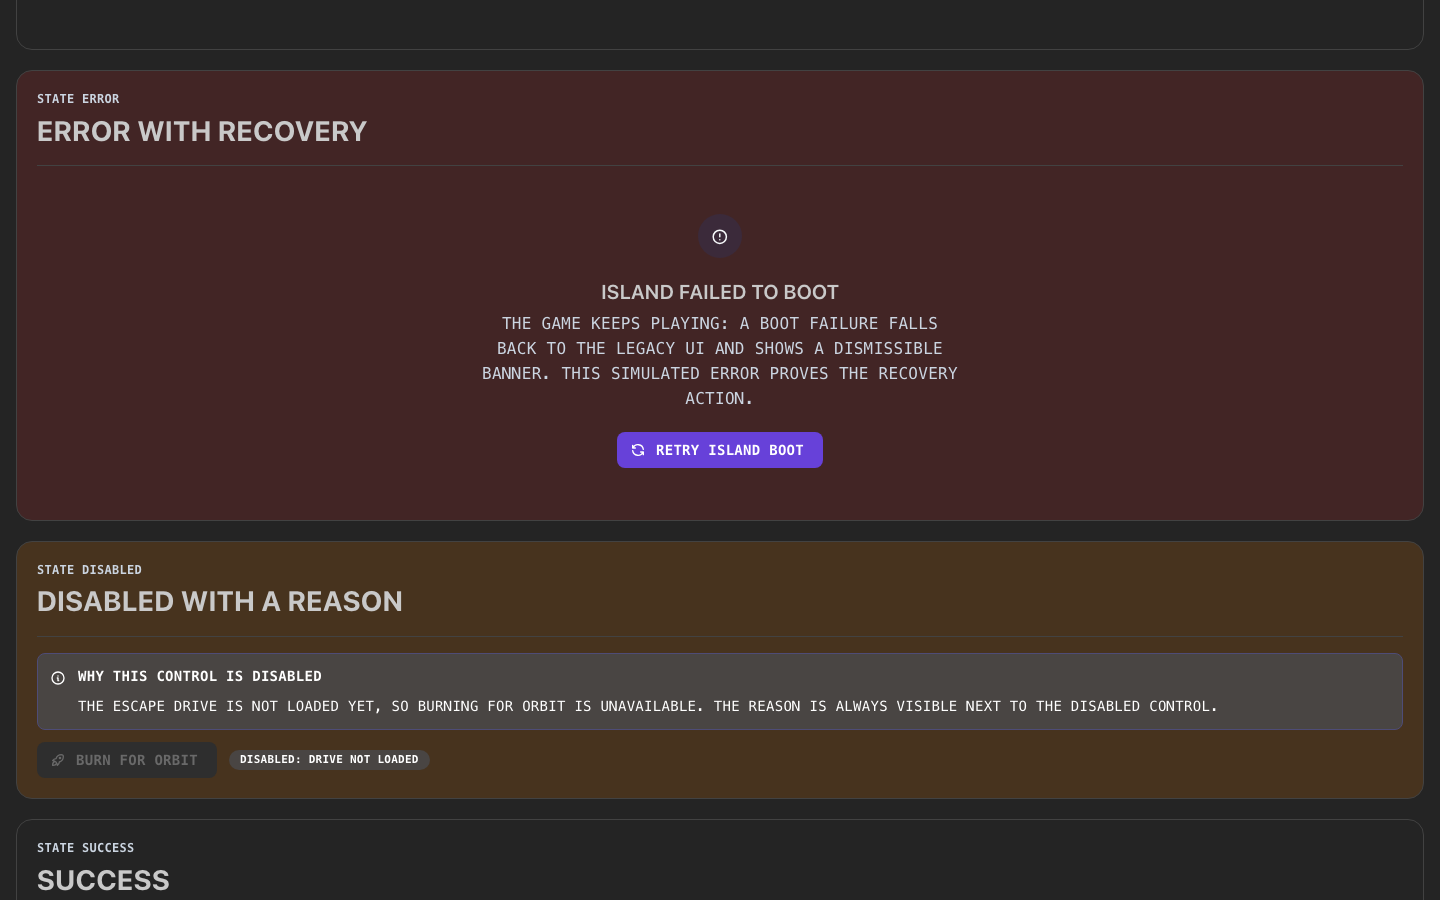 STATE ERROR
ERROR WITH RECOVERY
ISLAND FAILED TO BOOT
THE GAME KEEPS PLAYING: A BOOT FAILURE FALLS
BACK TO THE LEGACY UI AND SHOWS A DISMISSIBLE
BANNER. THIS SIMULATED ERROR PROVES THE RECOVERY
ACTION.
RETRY ISLAND BOOT
STATE DISABLED
DISABLED WITH A REASON
WHY THIS CONTROL IS DISABLED
THE ESCAPE DRIVE IS NOT LOADED YET, SO BURNING FOR ORBIT IS UNAVAILABLE. THE REASON IS ALWAYS VISIBLE NEXT TO THE DISABLED CONTROL.
BURN FOR ORBIT
DISABLED: DRIVE NOT LOADED
STATE SUCCESS
SUCCESS